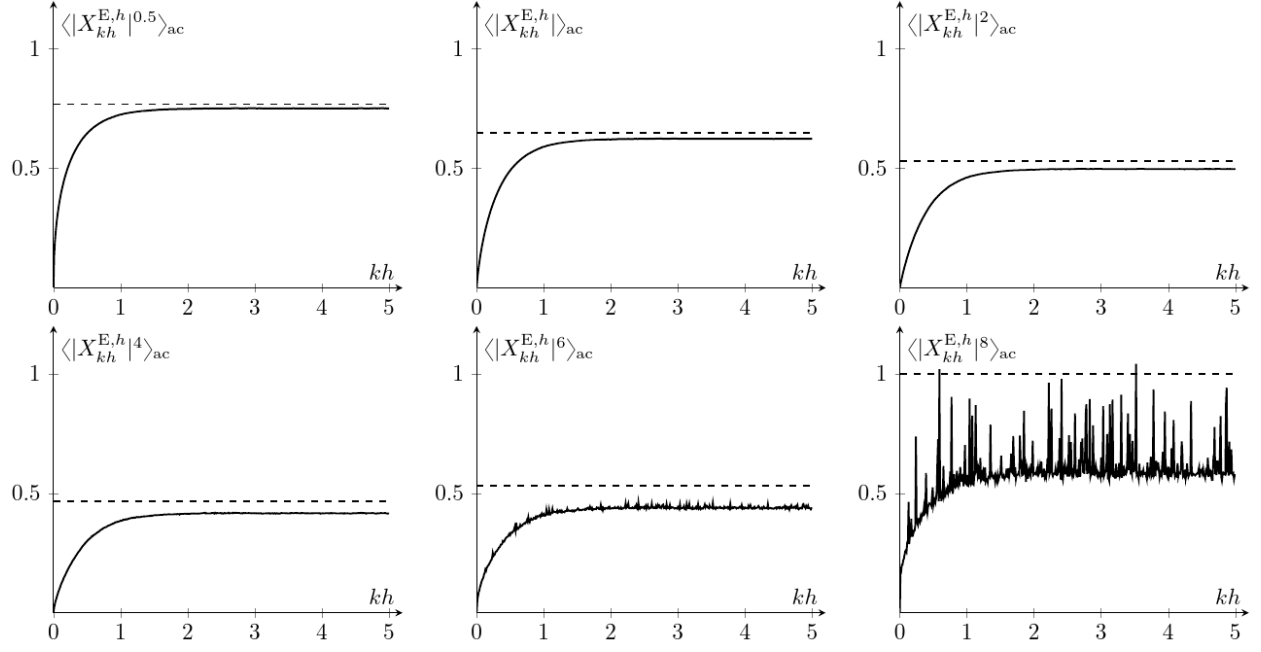 ⟨|X_{kh}^{E,h}|^{0.5}⟩_{ac}
1
0.5
kh
0 1 2 3 4 5
⟨|X_{kh}^{E,h}|⟩_{ac}
1
0.5
kh
0 1 2 3 4 5
⟨|X_{kh}^{E,h}|^2⟩_{ac}
1
0.5
kh
0 1 2 3 4 5
⟨|X_{kh}^{E,h}|^4⟩_{ac}
1
0.5
kh
0 1 2 3 4 5
⟨|X_{kh}^{E,h}|^6⟩_{ac}
1
0.5
kh
0 1 2 3 4 5
⟨|X_{kh}^{E,h}|^8⟩_{ac}
1
0.5
kh
0 1 2 3 4 5